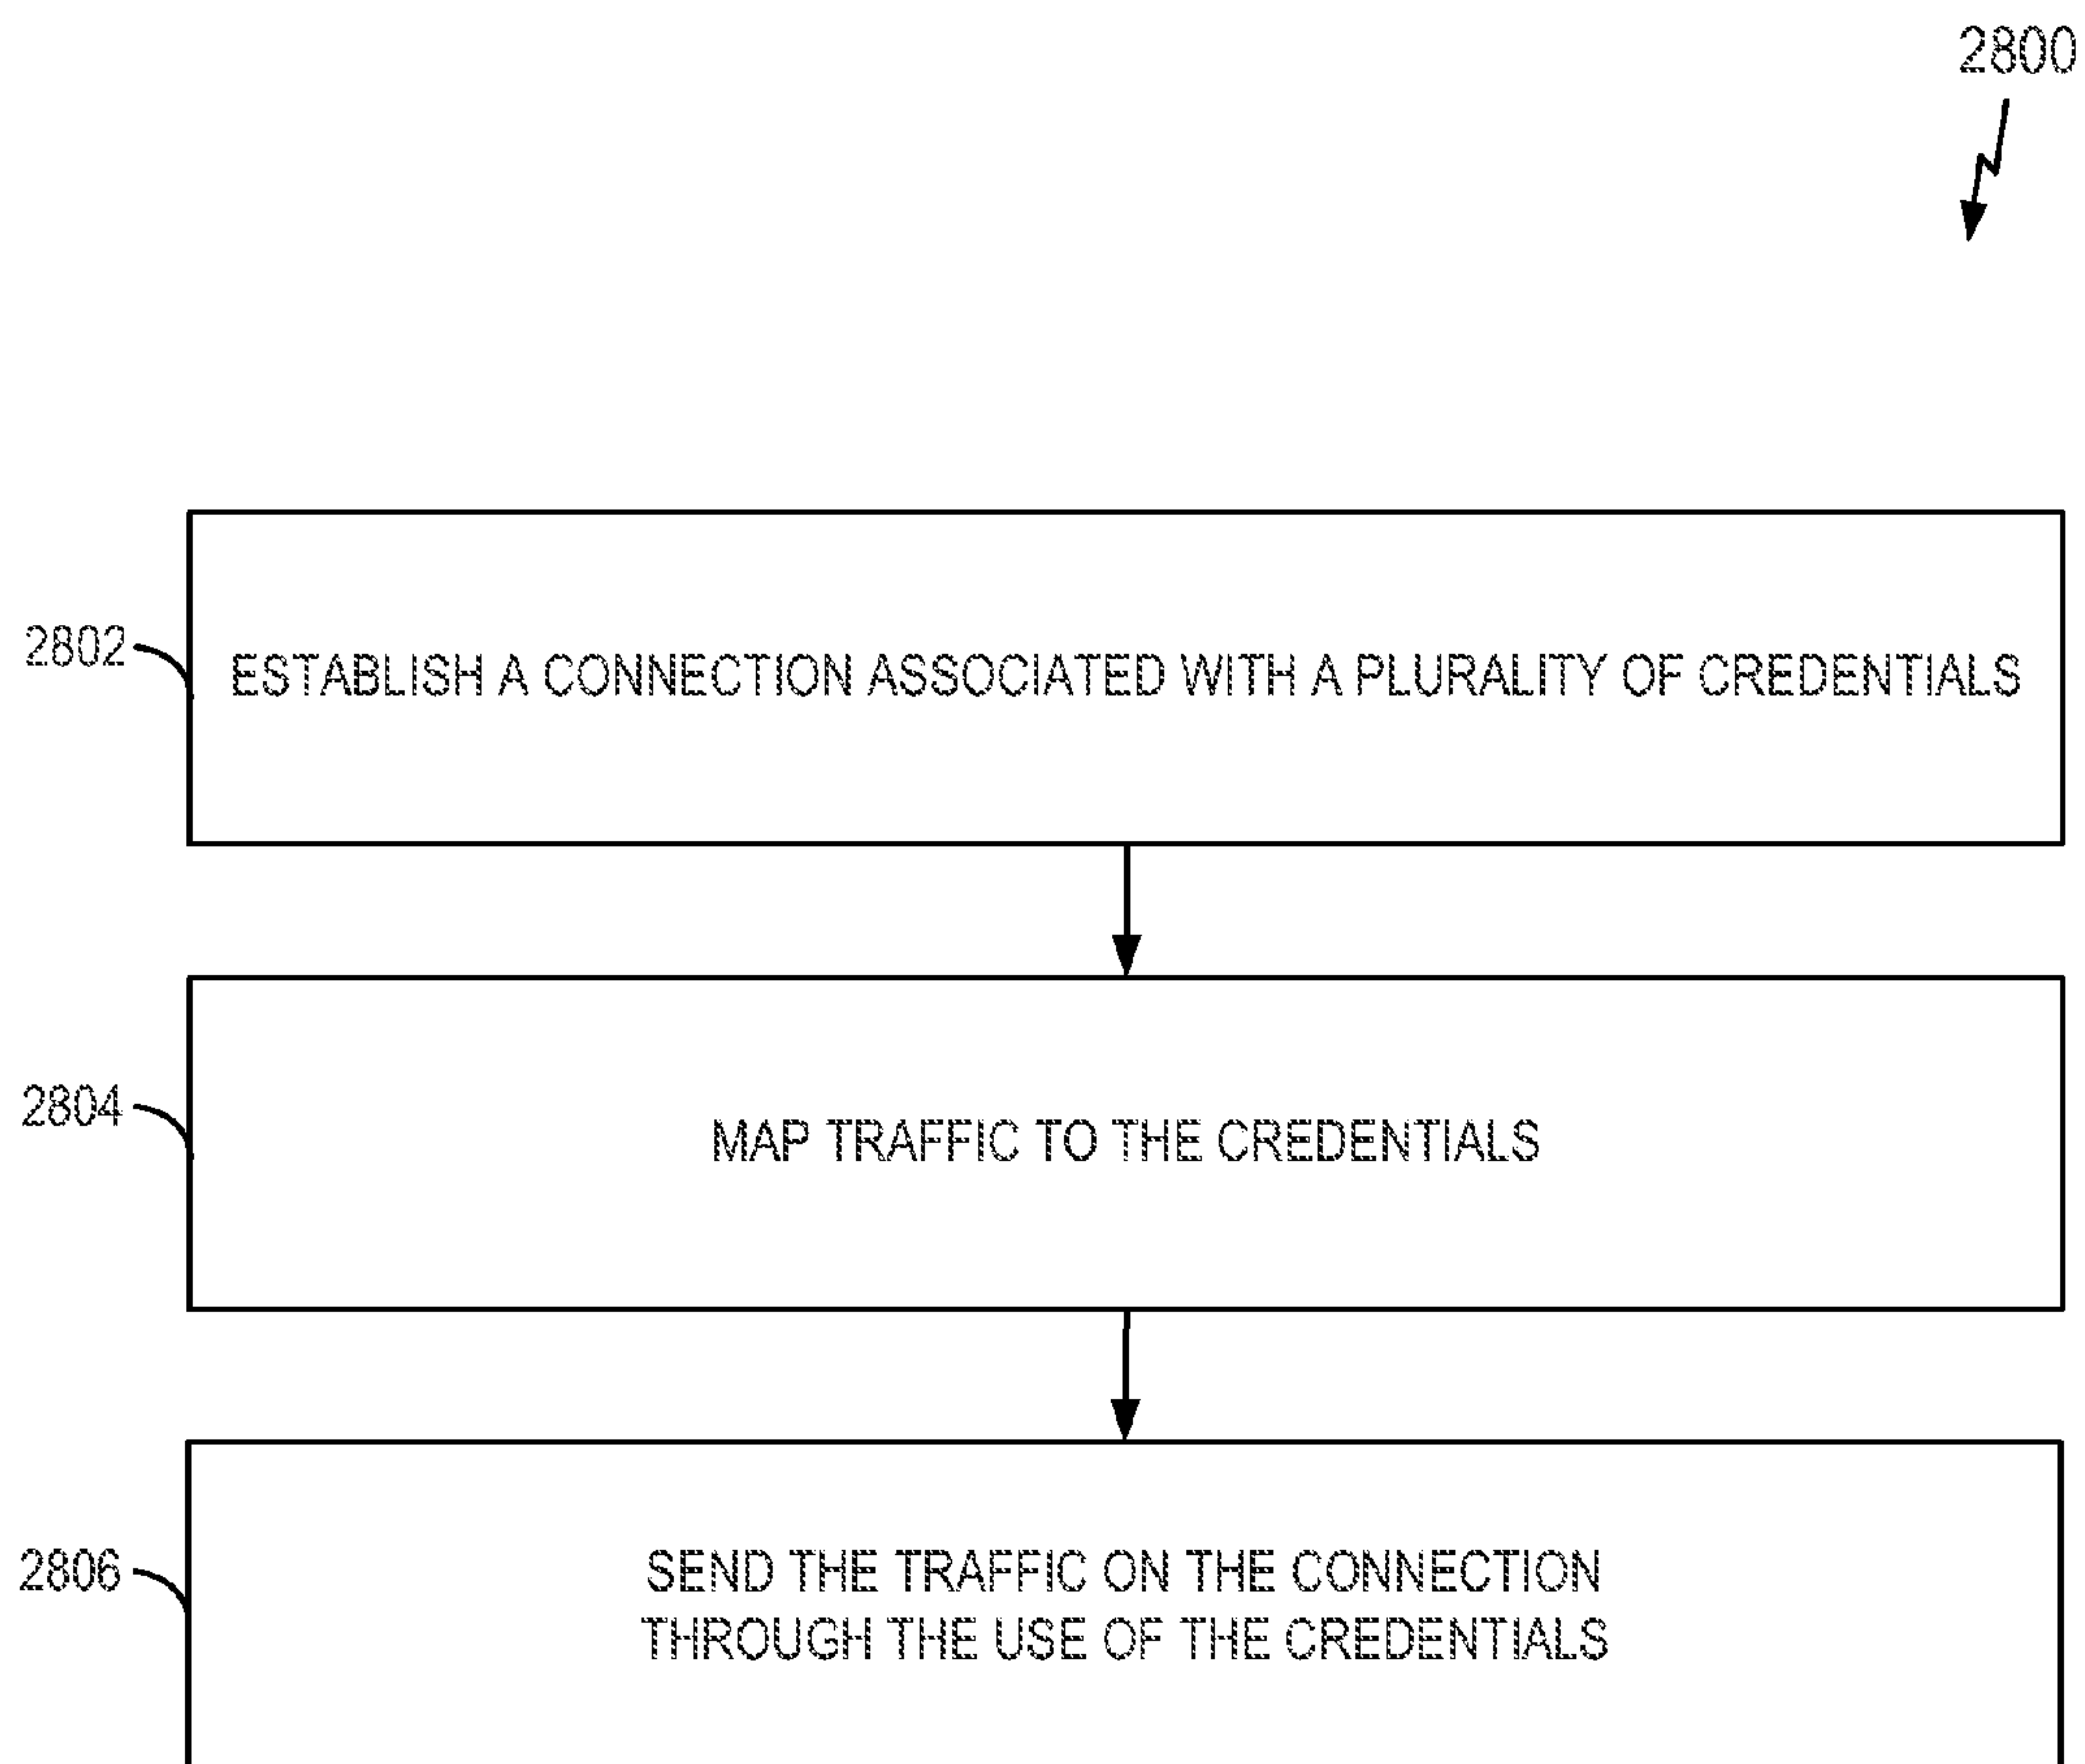 2800
2802
ESTABLISH A CONNECTION ASSOCIATED WITH A PLURALITY OF CREDENTIALS
2804
MAP TRAFFIC TO THE CREDENTIALS
2806
SEND THE TRAFFIC ON THE CONNECTION
THROUGH THE USE OF THE CREDENTIALS